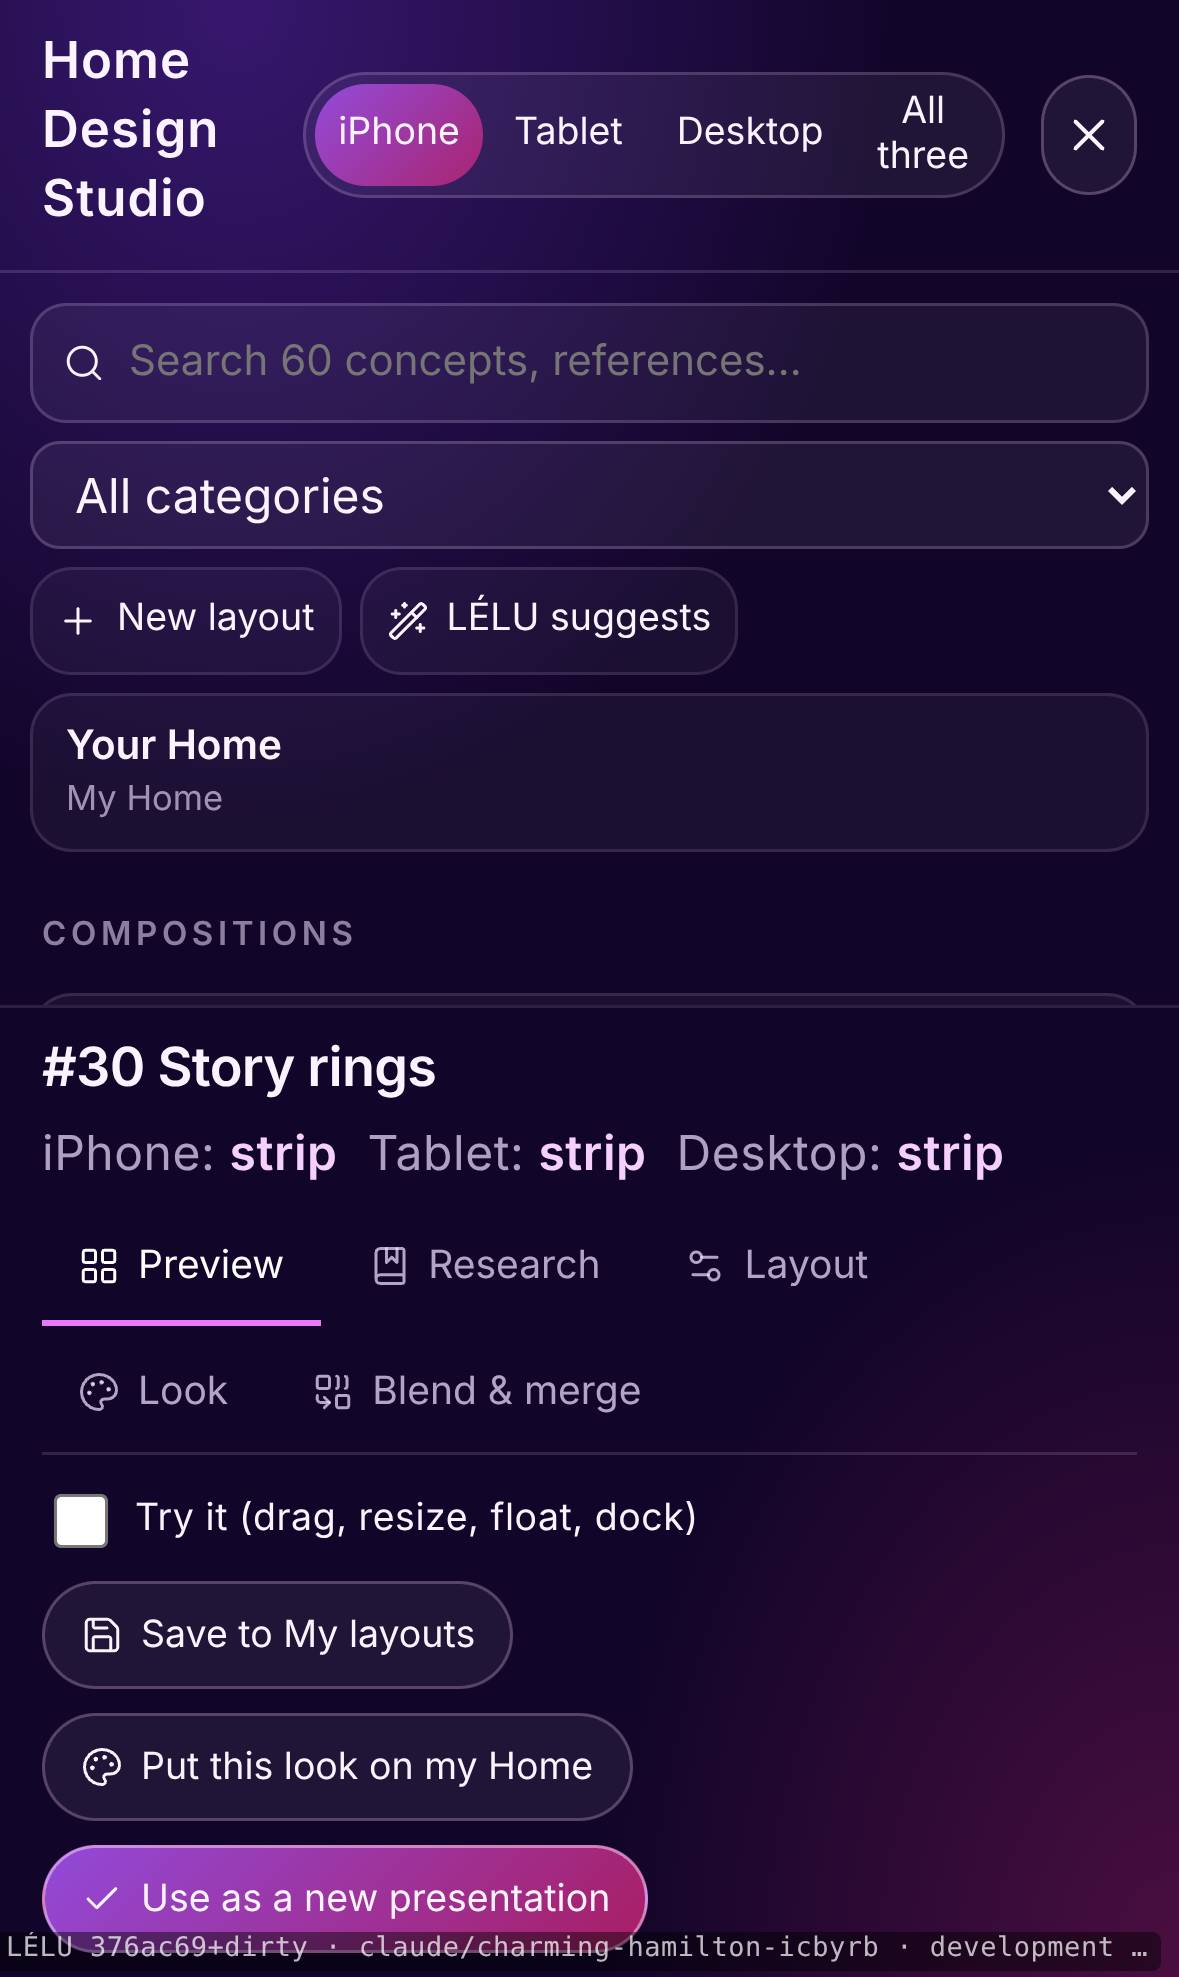 Home
Design
Studio
iPhone
Tablet
Desktop
All
three
Search 60 concepts, references...
All categories
New layout
LÉLU suggests
Your Home
My Home
COMPOSITIONS
#30 Story rings
iPhone: strip Tablet: strip Desktop: strip
Preview
Research
Layout
Look
Blend & merge
Try it (drag, resize, float, dock)
Save to My layouts
Put this look on my Home
Use as a new presentation
LÉLU 376ac69+dirty · claude/charming-hamilton-icbyrb · development …